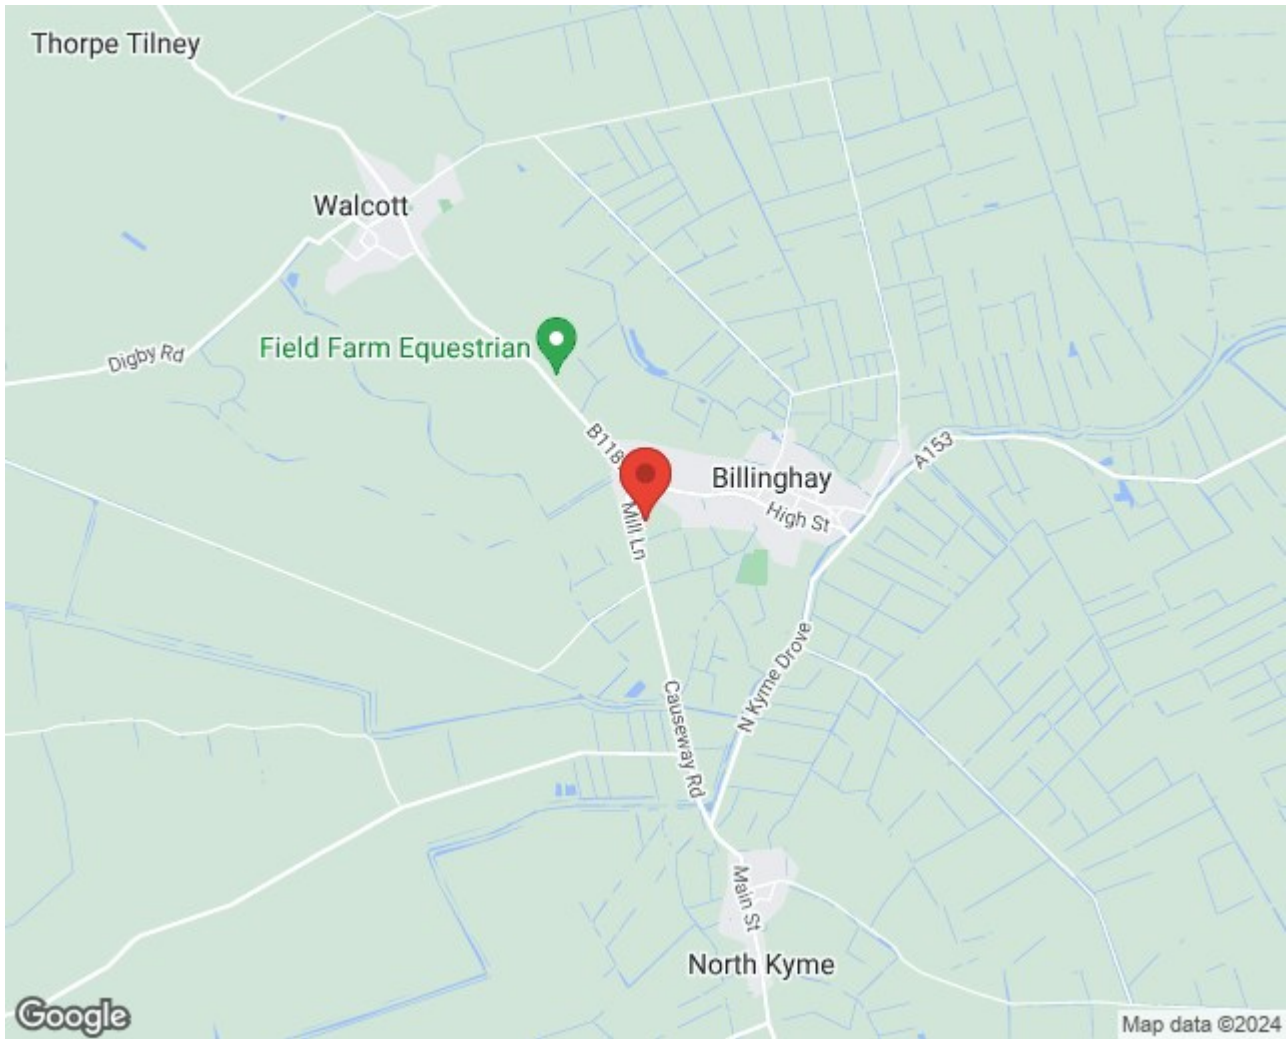 Thorpe Tilney
Walcott
Field Farm Equestrian
Digby Rd
B118
A153
Billinghay
High St
Mill Ln
N Kyme Drove
Causeway Rd
Main St
North Kyme
Google
Map data ©2024